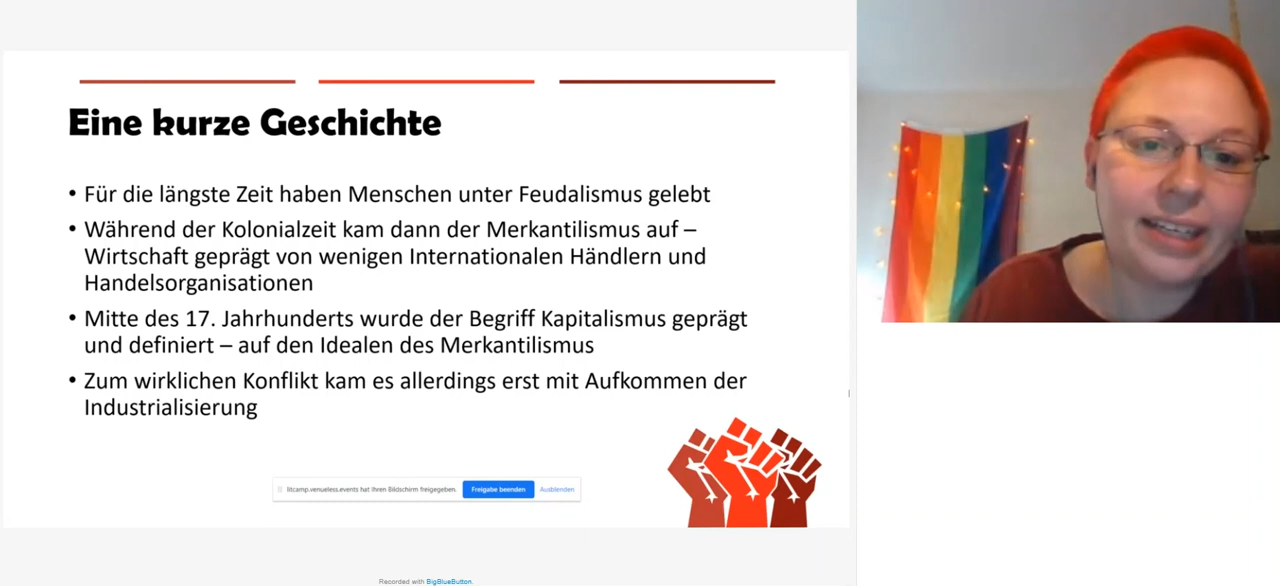 Eine kurze Geschichte
• Für die längste Zeit haben Menschen unter Feudalismus gelebt
• Während der Kolonialzeit kam dann der Merkantilismus auf –
Wirtschaft geprägt von wenigen Internationalen Händlern und
Handelsorganisationen
• Mitte des 17. Jahrhunderts wurde der Begriff Kapitalismus geprägt
und definiert – auf den Idealen des Merkantilismus
• Zum wirklichen Konflikt kam es allerdings erst mit Aufkommen der
Industrialisierung
litcamp.venueless.events hat Ihren Bildschirm freigegeben. Freigabe beenden Ausblenden
Recorded with BigBlueButton.